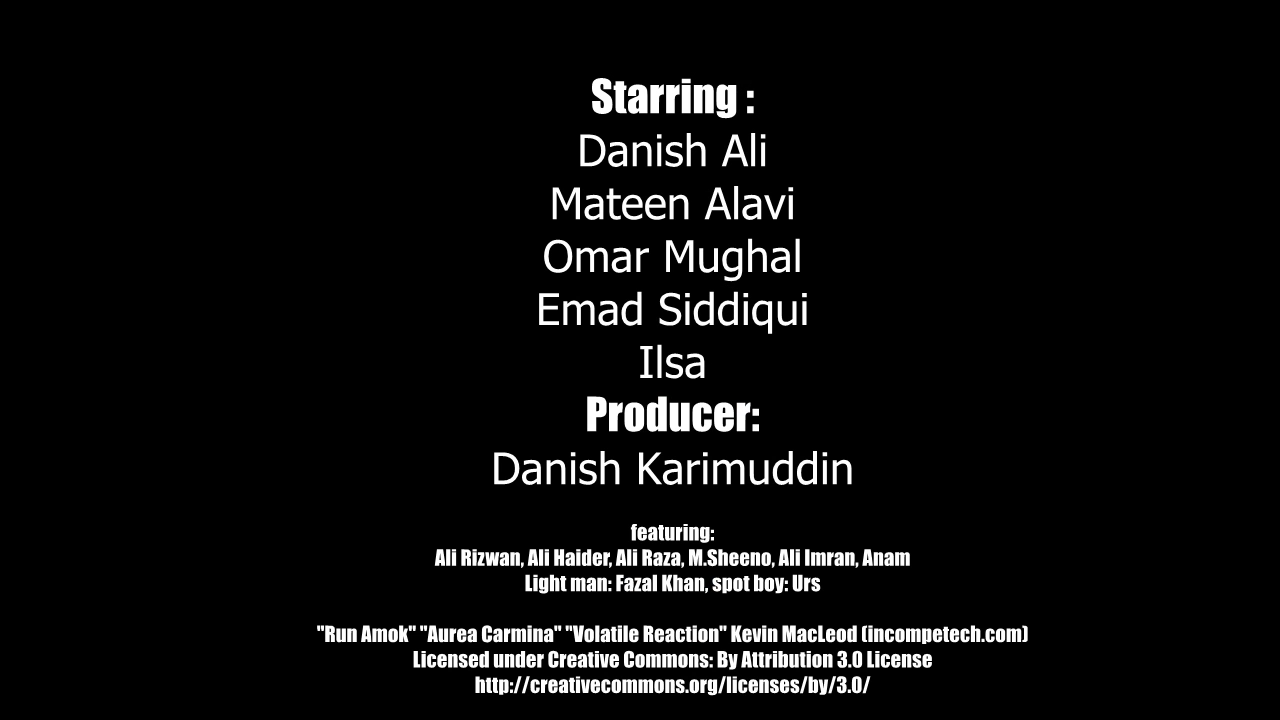 Starring :
Danish Ali
Mateen Alavi
Omar Mughal
Emad Siddiqui
Ilsa
Producer:
Danish Karimuddin
featuring:
Ali Rizwan, Ali Haider, Ali Raza, M.Sheeno, Ali Imran, Anam
Light man: Fazal Khan, spot boy: Urs
"Run Amok" "Aurea Carmina" "Volatile Reaction" Kevin MacLeod (incompetech.com)
Licensed under Creative Commons: By Attribution 3.0 License
http://creativecommons.org/licenses/by/3.0/